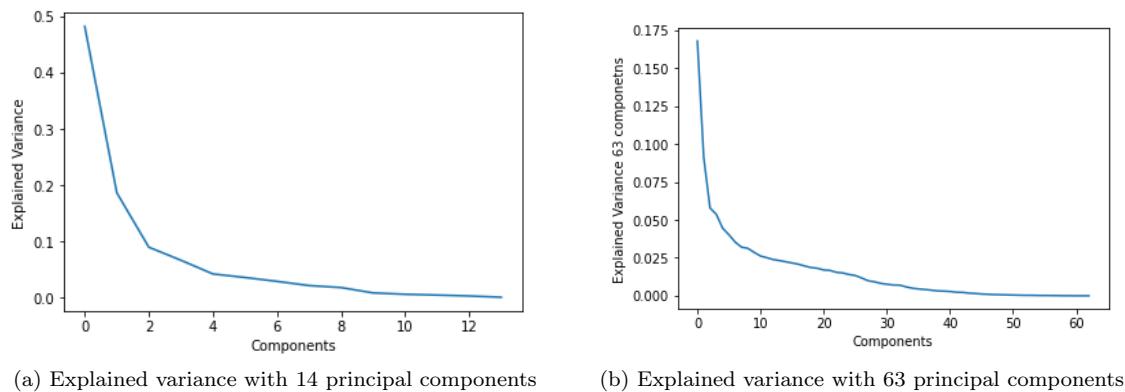 0.5
0.4
0.3
0.2
0.1
0.0
Explained Variance
0 2 4 6 8 10 12
Components
(a) Explained variance with 14 principal components
0.175
0.150
0.125
0.100
0.075
0.050
0.025
0.000
Explained Variance 63 componetns
0 10 20 30 40 50 60
Components
(b) Explained variance with 63 principal components